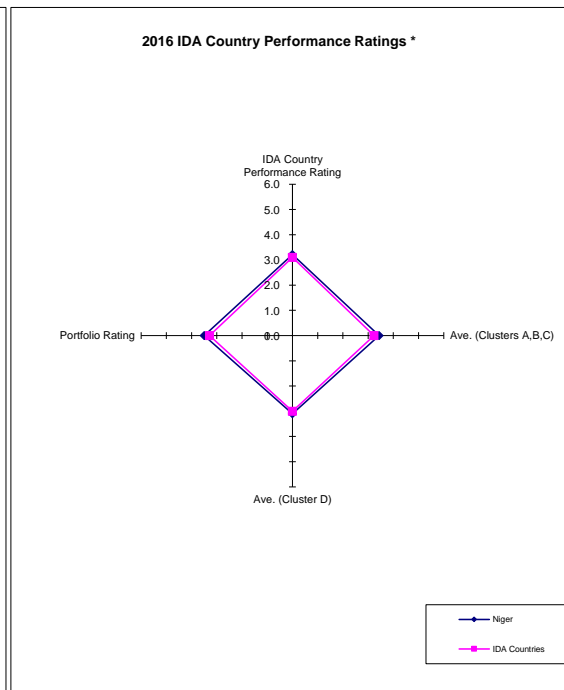 2016 IDA Country Performance Ratings *
IDA Country
Performance Rating
6.0
5.0
4.0
3.0
2.0
1.0
0.0
Portfolio Rating
Ave. (Clusters A,B,C)
Ave. (Cluster D)
Niger
IDA Countries